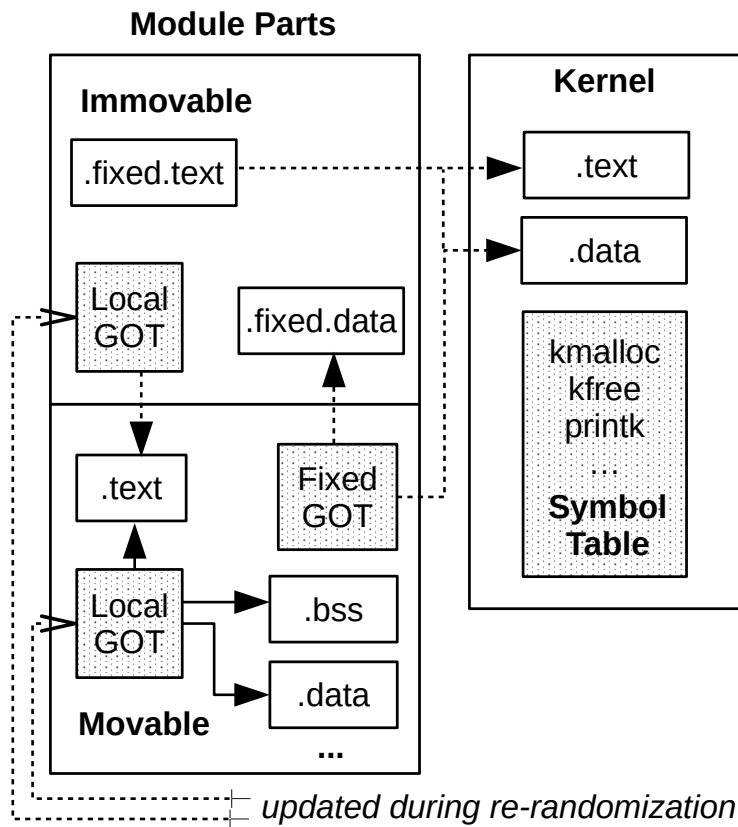 Module Parts
Immovable
.fixed.text
Local
GOT
.fixed.data
.text
Fixed
GOT
Local
GOT
.bss
.data
Movable
...
Kernel
.text
.data
kmalloc
kfree
printk
...
Symbol
Table
updated during re-randomization